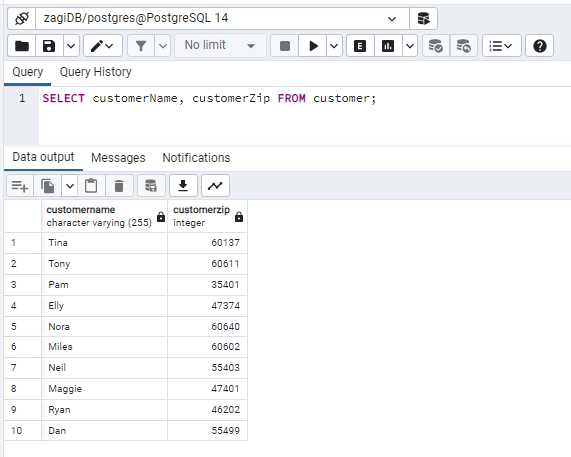 zagiDB/postgres@PostgreSQL 14
No limit
E
Query Query History
1 SELECT customerName, customerZip FROM customer;
Data output Messages Notifications
customername customerzip
character varying (255) integer
1 Tina 60137
2 Tony 60611
3 Pam 35401
4 Elly 47374
5 Nora 60640
6 Miles 60602
7 Neil 55403
8 Maggie 47401
9 Ryan 46202
10 Dan 55499